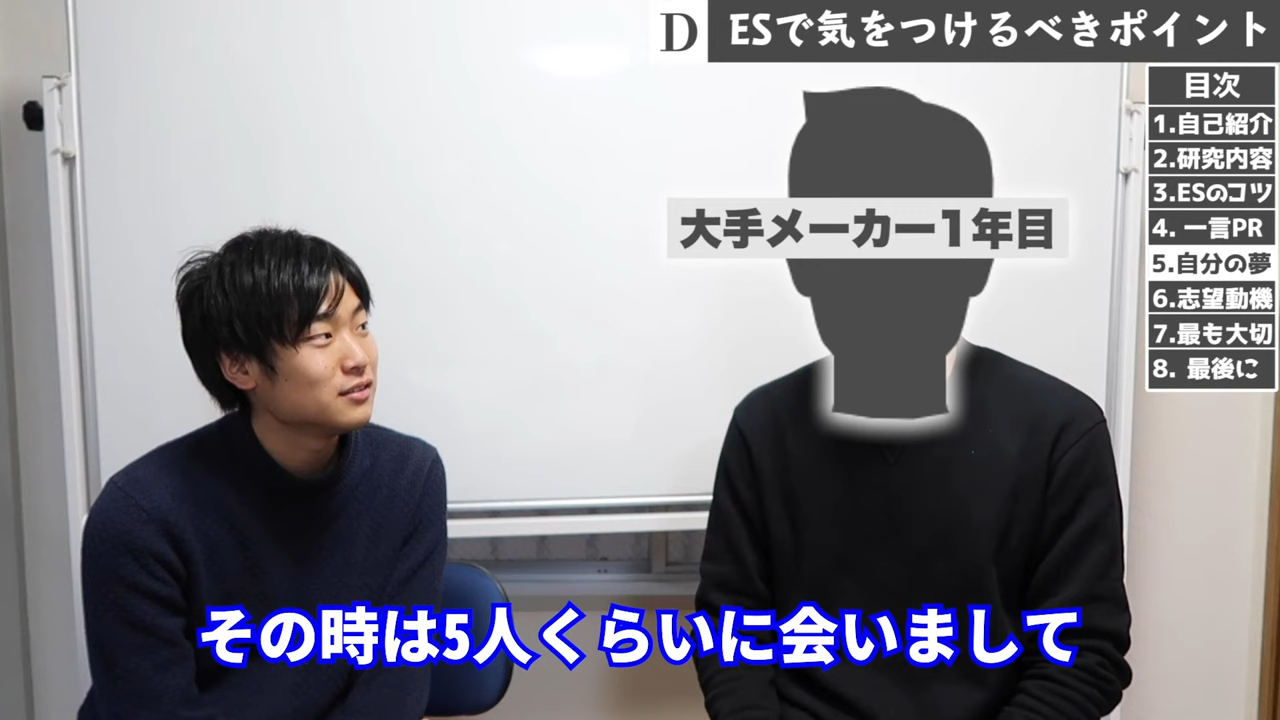 D ESで気をつけるべきポイント
目次
1.自己紹介
2.研究内容
3.ESのコツ
4. 一言PR
5.自分の夢
6.志望動機
7.最も大切
8. 最後に
大手メーカー1年目
その時は5人くらいに会いまして